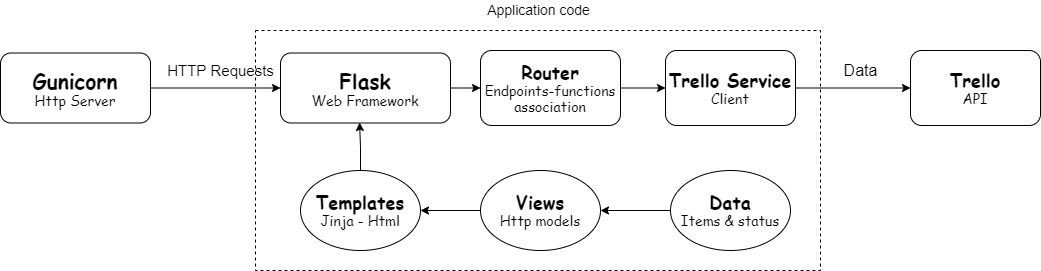 Application code
Gunicorn
Http Server
HTTP Requests
Flask
Web Framework
Router
Endpoints-functions
association
Trello Service
Client
Data
Trello
API
Templates
Jinja - Html
Views
Http models
Data
Items & status